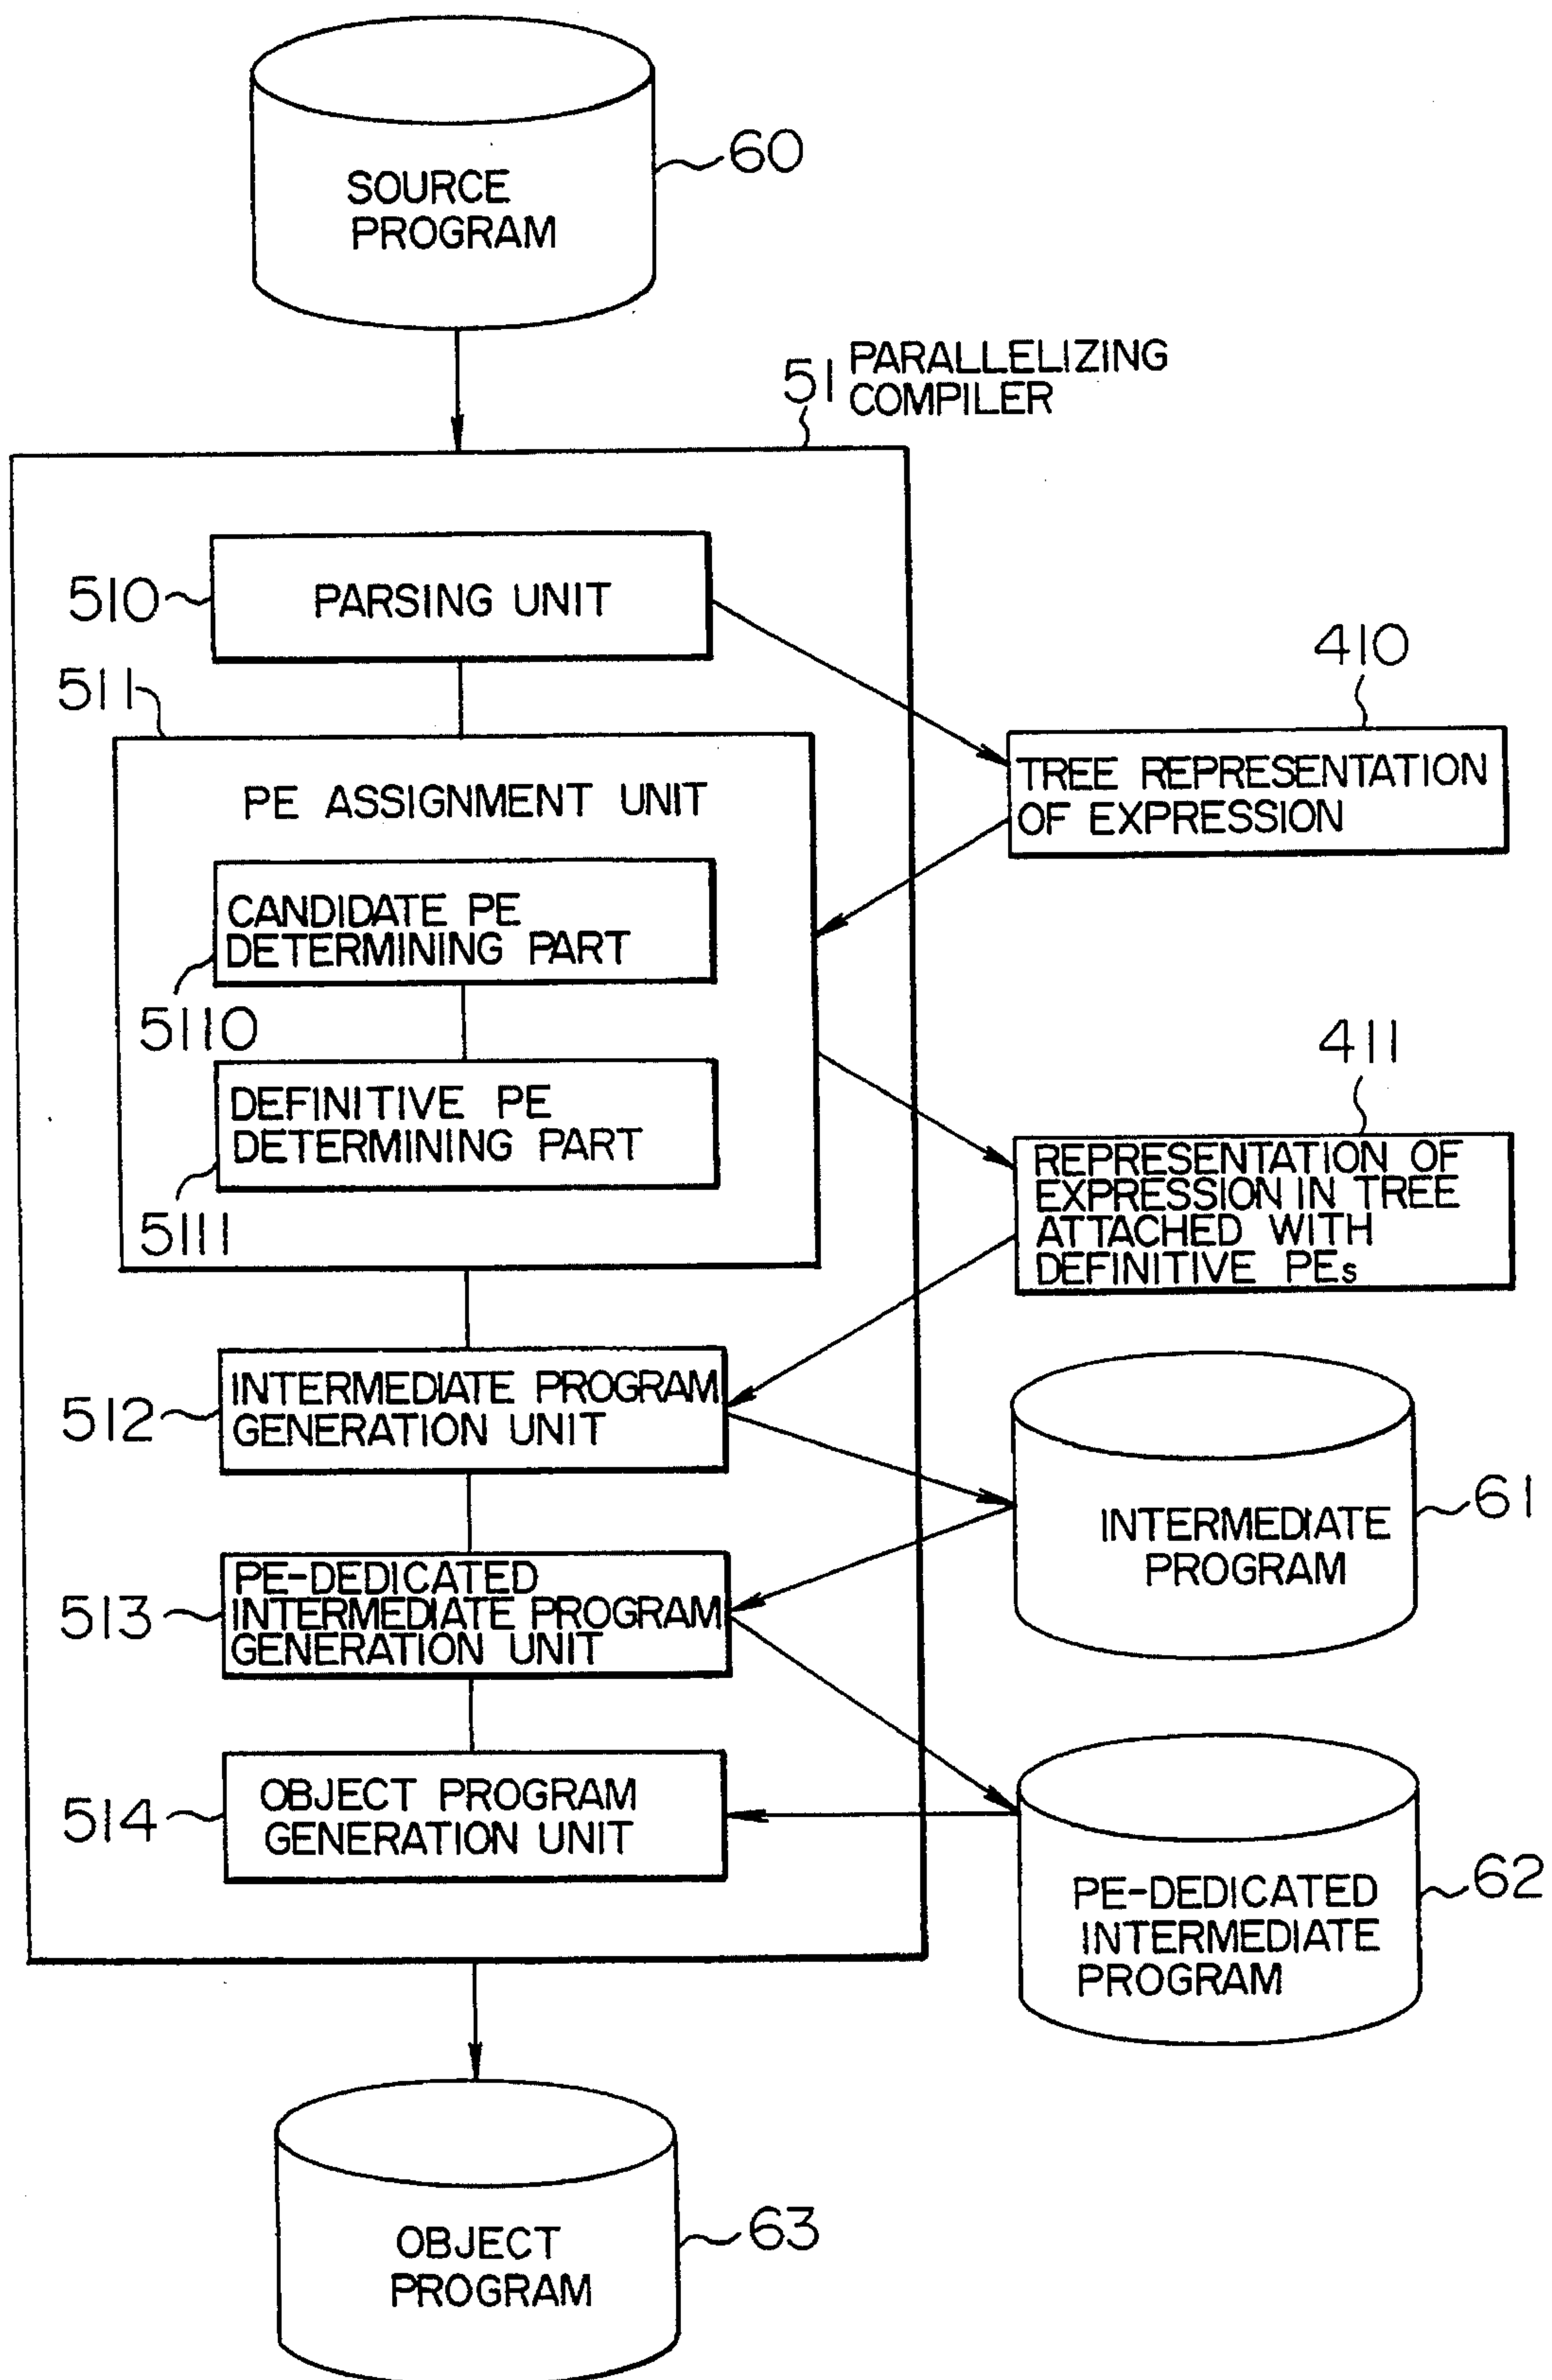 SOURCE
PROGRAM
60
51
PARALLELIZING
COMPILER
510
PARSING UNIT
511
410
PE ASSIGNMENT UNIT
TREE REPRESENTATION
OF EXPRESSION
CANDIDATE PE
DETERMINING PART
5110
411
DEFINITIVE PE
DETERMINING PART
5111
REPRESENTATION OF
EXPRESSION IN TREE
ATTACHED WITH
DEFINITIVE PEs
512
INTERMEDIATE PROGRAM
GENERATION UNIT
INTERMEDIATE
PROGRAM
61
513
PE-DEDICATED
INTERMEDIATE PROGRAM
GENERATION UNIT
514
OBJECT PROGRAM
GENERATION UNIT
PE-DEDICATED
INTERMEDIATE
PROGRAM
62
OBJECT
PROGRAM
63